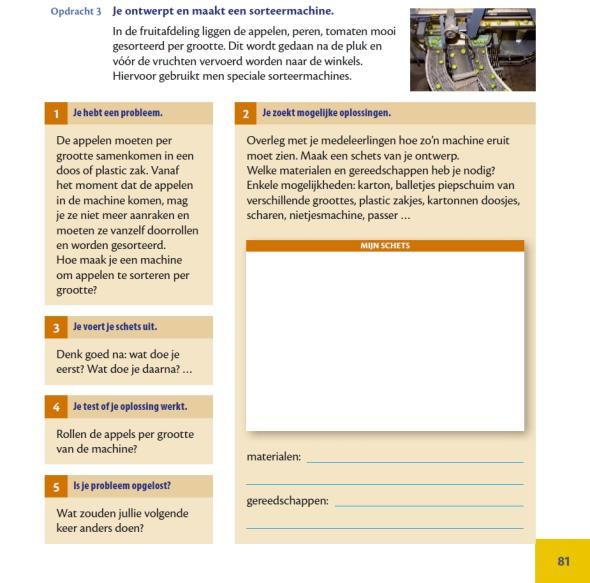 Opdracht 3 Je ontwerpt en maakt een sorteermachine.
In de fruitafdeling liggen de appelen, peren, tomaten mooi
gesorteerd per grootte. Dit wordt gedaan na de pluk en
vóór de vruchten vervoerd worden naar de winkels.
Hiervoor gebruikt men speciale sorteermachines.
1 Je hebt een probleem.
De appelen moeten per
grootte samenkomen in een
doos of plastic zak. Vanaf
het moment dat de appelen
in de machine komen, mag
je ze niet meer aanraken en
moeten ze vanzelf doorrollen
en worden gesorteerd.
Hoe maak je een machine
om appelen te sorteren per
grootte?
2 Je zoekt mogelijke oplossingen.
Overleg met je medeleerlingen hoe zo'n machine eruit
moet zien. Maak een schets van je ontwerp.
Welke materialen en gereedschappen heb je nodig?
Enkele mogelijkheden: karton, balletjes piepschuim van
verschillende groottes, plastic zakjes, kartonnen doosjes,
scharen, nietjesmachine, passer ...
MIJN SCHETS
materialen:
gereedschappen:
3 Je voert je schets uit.
Denk goed na: wat doe je
eerst? Wat doe je daarna? ...
4 Je test of je oplossing werkt.
Rollen de appels per grootte
van de machine?
5 Is je probleem opgelost?
Wat zouden jullie volgende
keer anders doen?
81